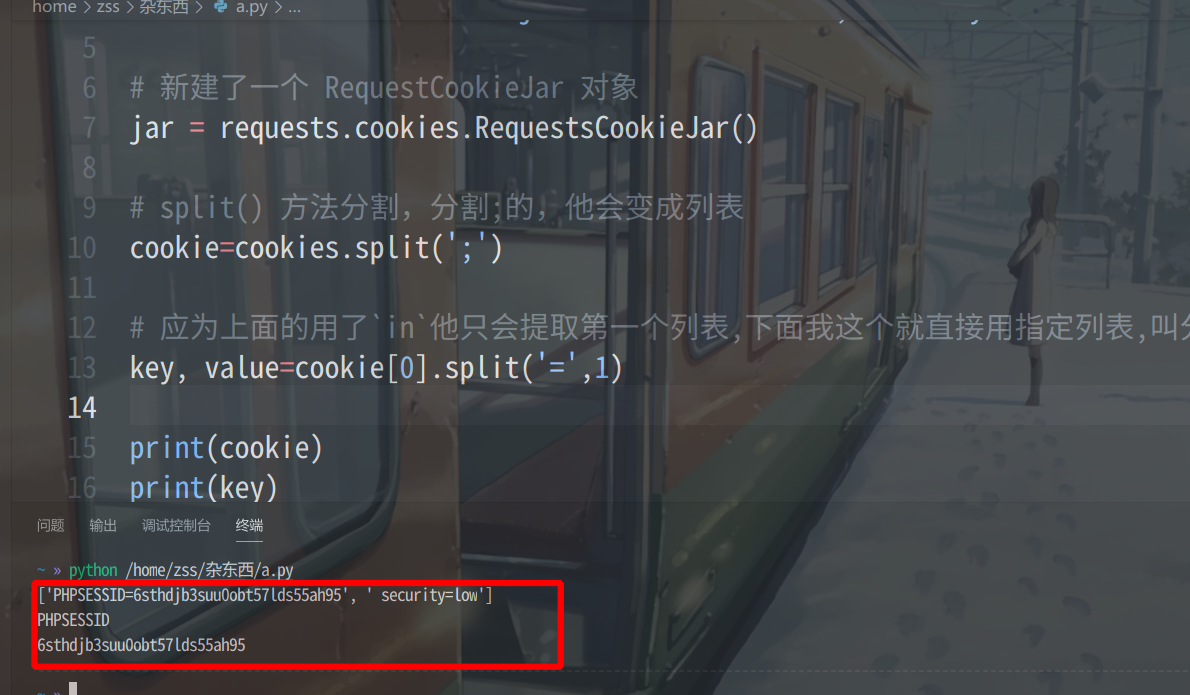 home > zss > 杂东西 > a.py > ...
5
6 # 新建了一个 RequestCookieJar 对象
7 jar = requests.cookies.RequestsCookieJar()
8
9 # split() 方法分割，分割;的，他会变成列表
10 cookie=cookies.split(';')
11
12 # 应为上面的用了`in`他只会提取第一个列表,下面我这个就直接用指定列表,叫
13 key, value=cookie[0].split('=',1)
14
15 print(cookie)
16 print(key)
问题 输出 调试控制台 终端
~ » python /home/zss/杂东西/a.py
['PHPSESSID=6sthdjb3suu0obt57lds55ah95', ' security=low']
PHPSESSID
6sthdjb3suu0obt57lds55ah95
~ »